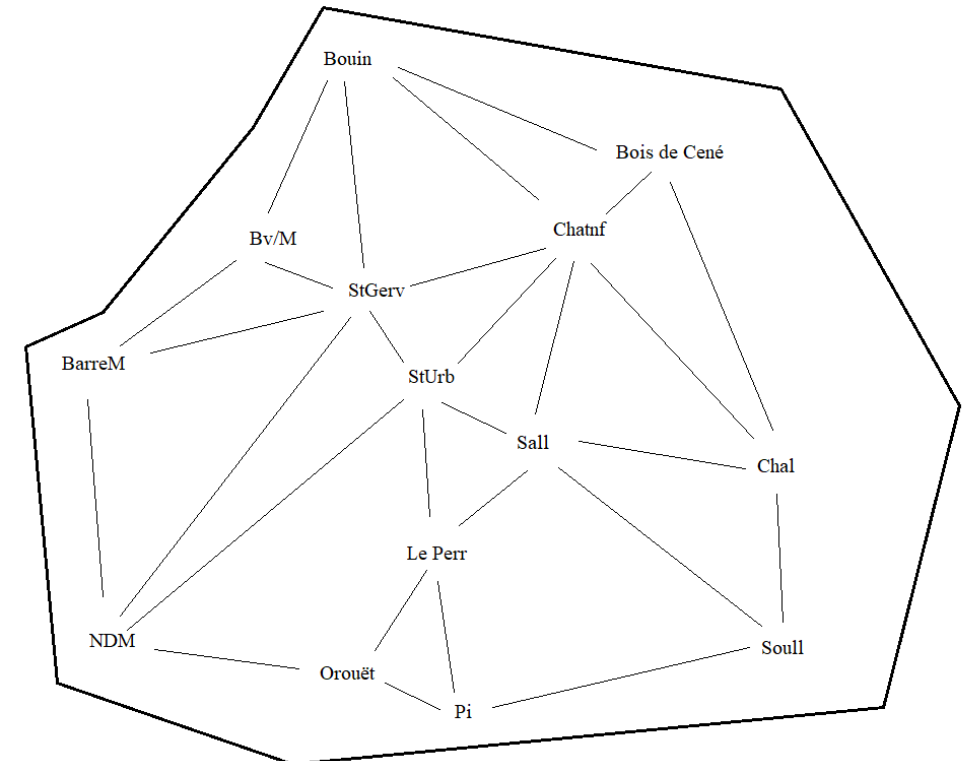 Bouin
Bois de Cené
Chatnf
Bv/M
StGerv
BarreM
StUrb
Sall
Chal
Le Perr
NDM
Soull
Orouët
Pi